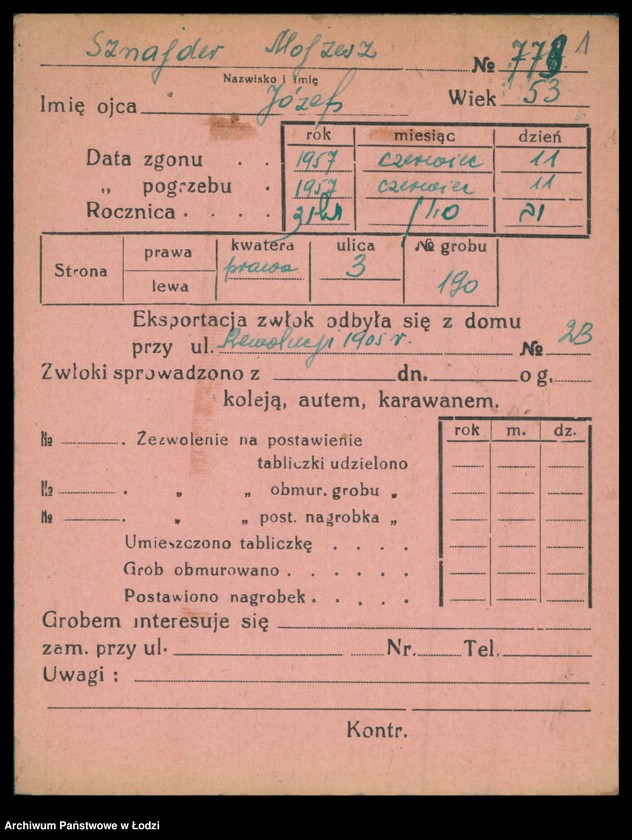 Sznajder Mojzesz № 1
Nazwisko i Imię
Imię ojca Józef Wiek 53
rok miesiąc dzień
Data zgonu . . 1957 czerwiec 11
„ pogrzebu . 1957 czerwiec 11
Rocznica . . . .
Strona prawa kwatera ulica № grobu
lewa prawa 3 190
Eksportacja zwłok odbyła się z domu
przy ul. Rewolucji 1905 r. № 23
Zwłoki sprowadzono z dn. o g.
koleją, autem, karawanem.
rok m. dz.
№ . Zezwolenie na postawienie
tabliczki udzielono
№ . „ „ obmur. grobu „
№ . „ „ post. nagrobka „
Umieszczono tabliczkę . . . .
Grób obmurowano . . . . .
Postawiono nagrobek . . . .
Grobem interesuje się
zam. przy ul. Nr. Tel.
Uwagi :
Kontr.
Archiwum Państwowe w Łodzi